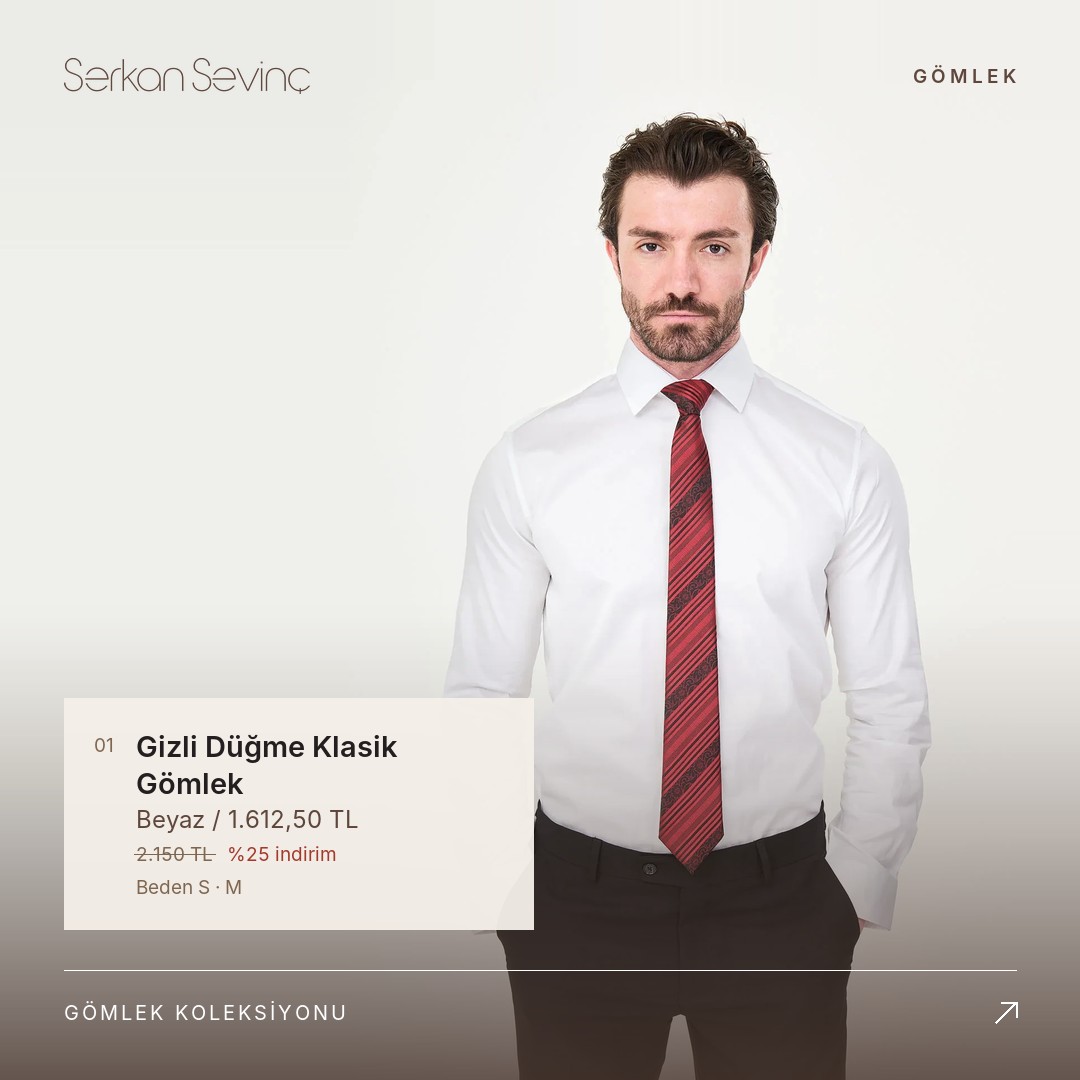 Serkan Sevinç
GÖMLEK
01
Gizli Düğme Klasik
Gömlek
Beyaz / 1.612,50 TL
2.150 TL %25 indirim
Beden S · M
GÖMLEK KOLEKSİYONU